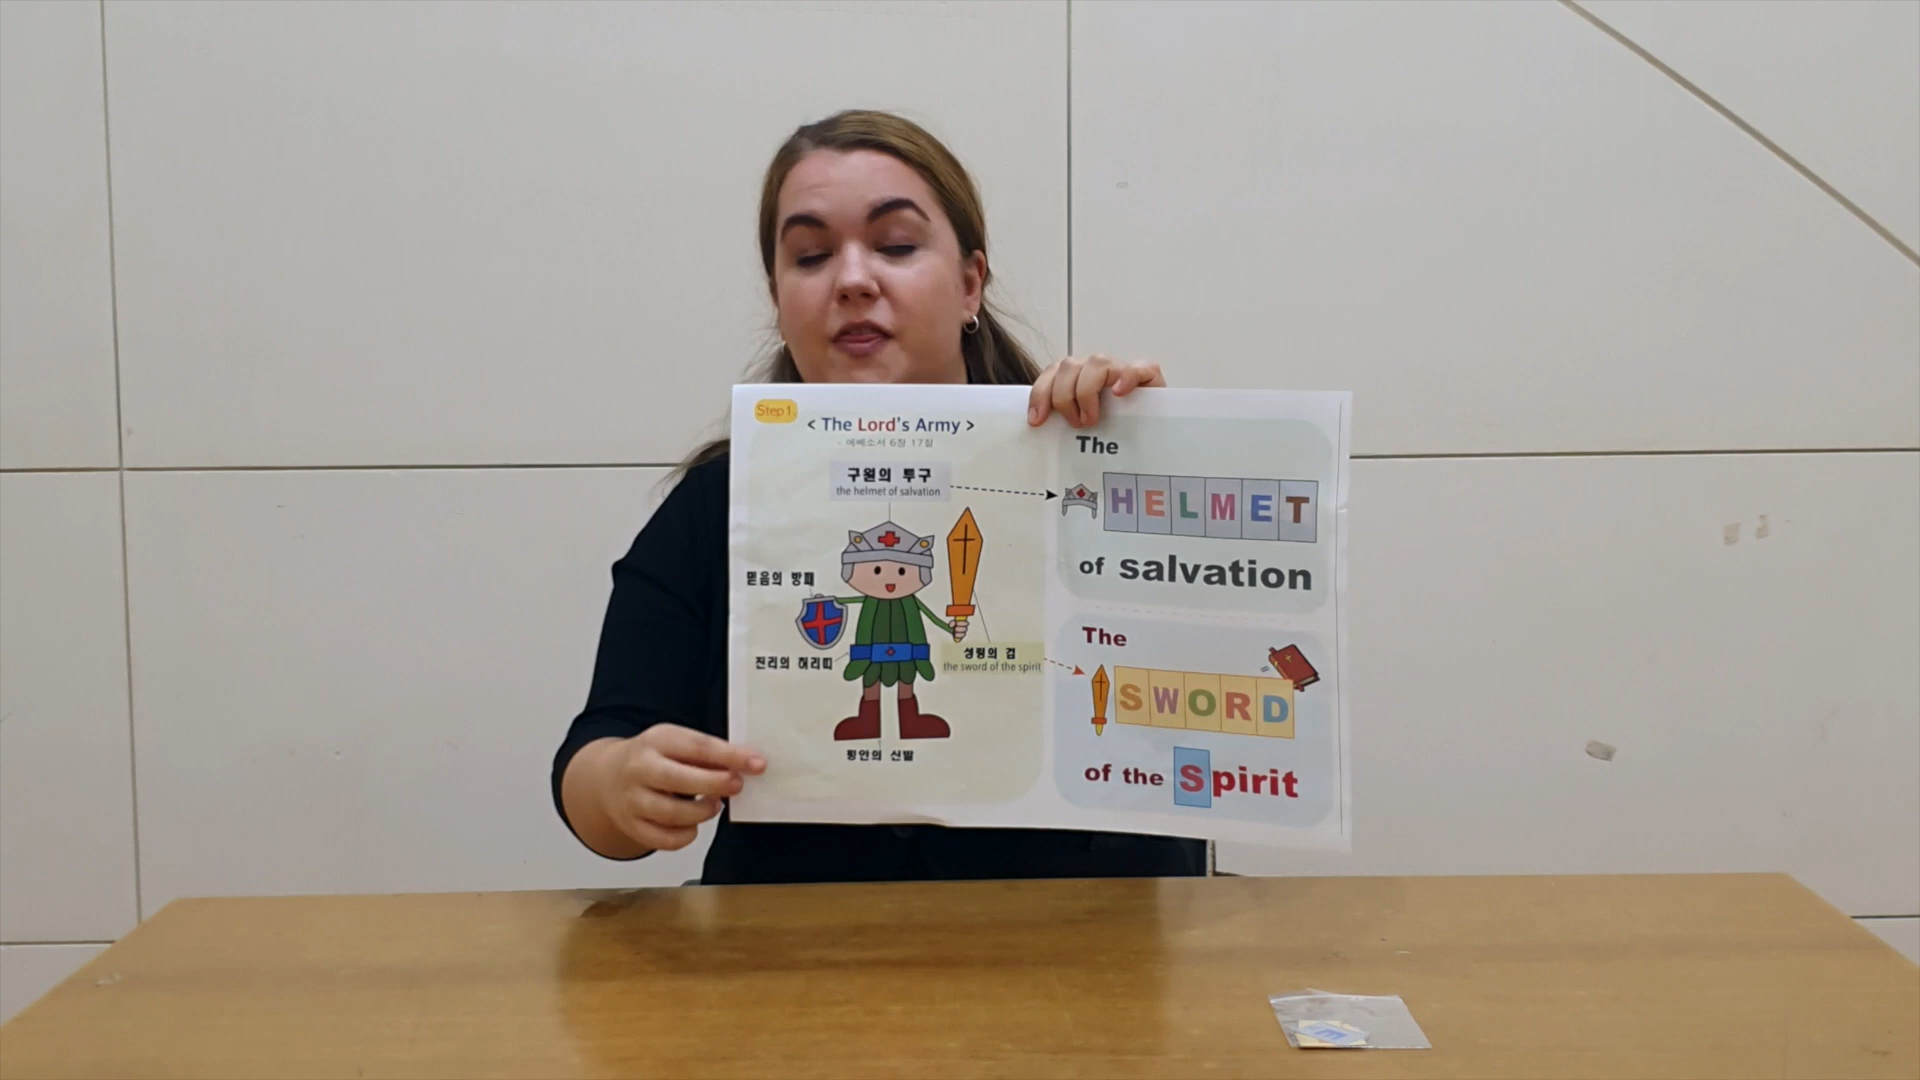 Step1.
< The Lord's Army >
- 에베소서 6장 17절
구원의 투구
the helmet of salvation
믿음의 방패
진리의 허리띠
성령의 검
the sword of the spirit
평안의 신발
The
HELMET
of salvation
The
SWORD
of the Spirit
E